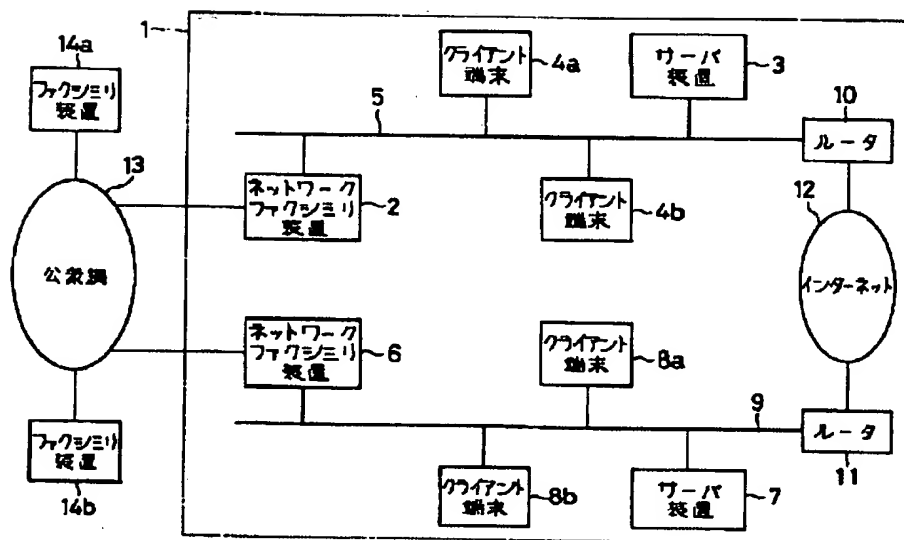 1
14a
ファクシミリ
装置
13
公衆網
ファクシミリ
装置
14b
クライアント
端末
4a
サーバ
装置
3
5
10
ルータ
ネットワーク
ファクシミリ
装置
2
クライアント
端末
4b
12
インターネット
ネットワーク
ファクシミリ
装置
6
クライアント
端末
8a
9
ルータ
11
クライアント
端末
8b
サーバ
装置
7